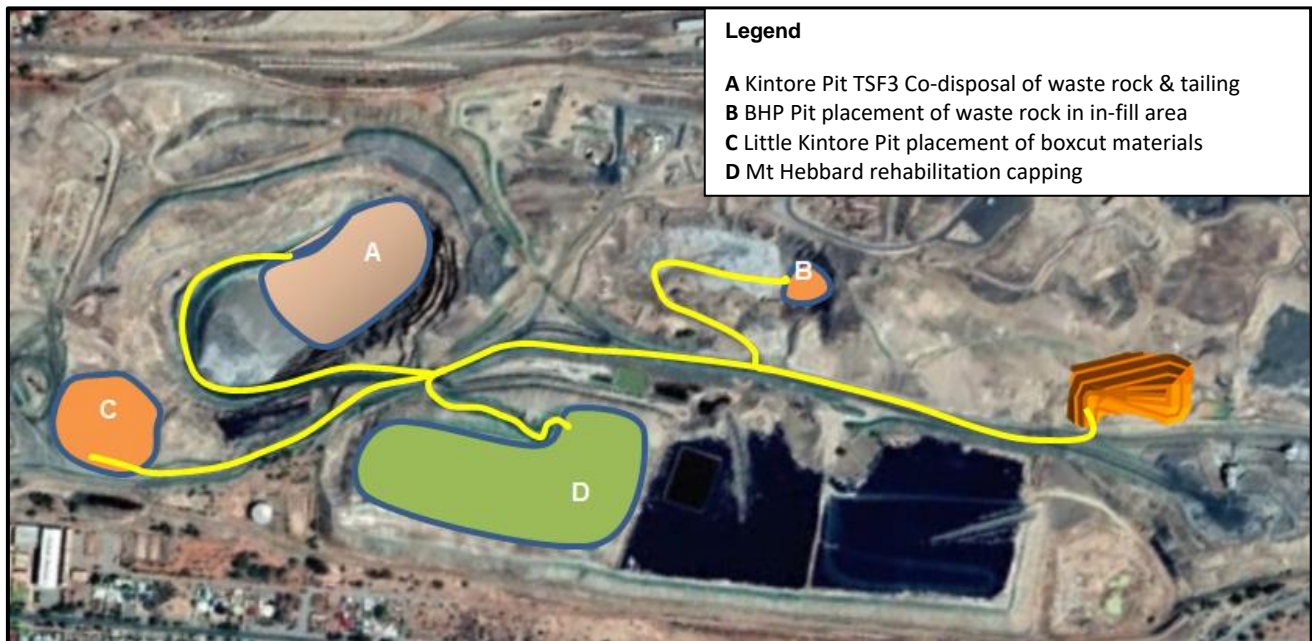 Legend
A Kintore Pit TSF3 Co-disposal of waste rock & tailing
B BHP Pit placement of waste rock in in-fill area
C Little Kintore Pit placement of boxcut materials
D Mt Hebbard rehabilitation capping
A
B
C
D